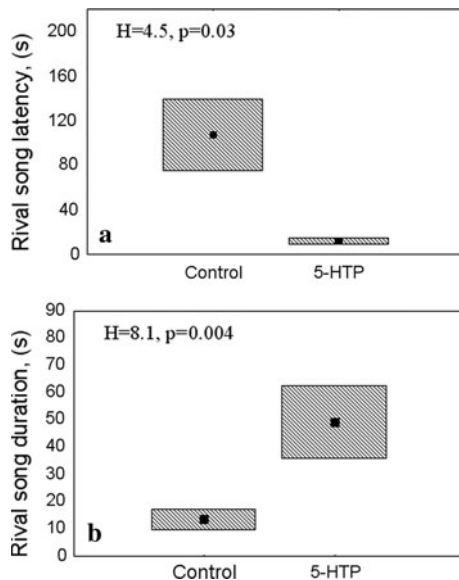 H=4.5, p=0.03
Rival song latency, (s)
200
160
120
80
40
0
a
Control 5-HTP
H=8.1, p=0.004
Rival song duration, (s)
90
80
70
60
50
40
30
20
10
0
b
Control 5-HTP